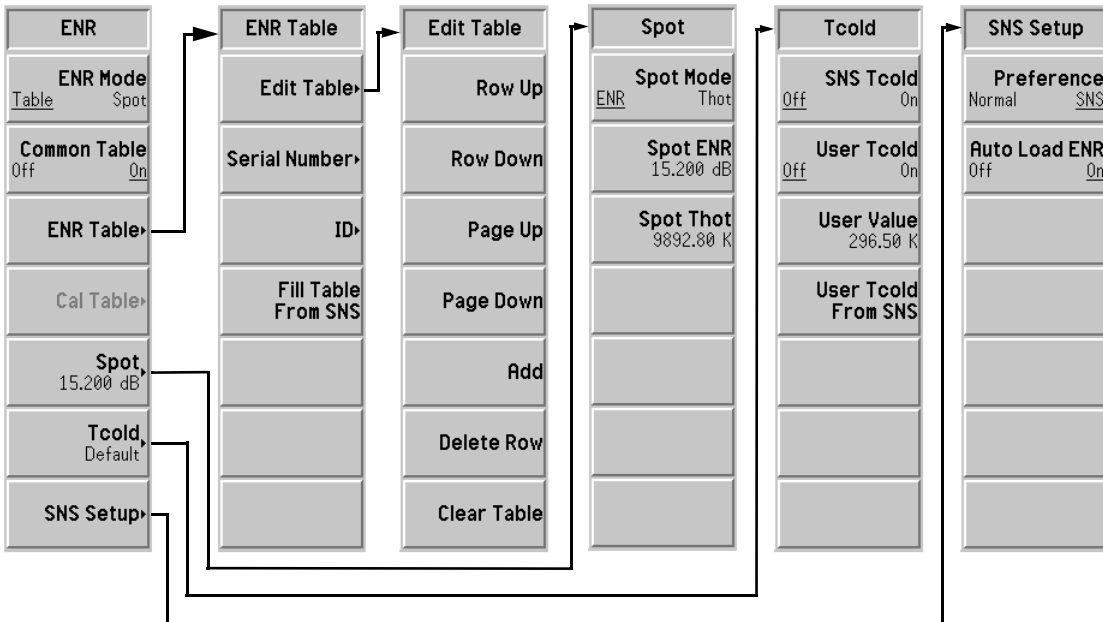 ENR
ENR Mode
Table Spot
Common Table
Off On
ENR Table
Cal Table
Spot
15.200 dB
Tcold
Default
SNS Setup
ENR Table
Edit Table
Serial Number
ID
Fill Table
From SNS
Edit Table
Row Up
Row Down
Page Up
Page Down
Add
Delete Row
Clear Table
Spot
Spot Mode
ENR Thot
Spot ENR
15.200 dB
Spot Thot
9892.80 K
Tcold
SNS Tcold
Off On
User Tcold
Off On
User Value
296.50 K
User Tcold
From SNS
SNS Setup
Preference
Normal SNS
Auto Load ENR
Off On